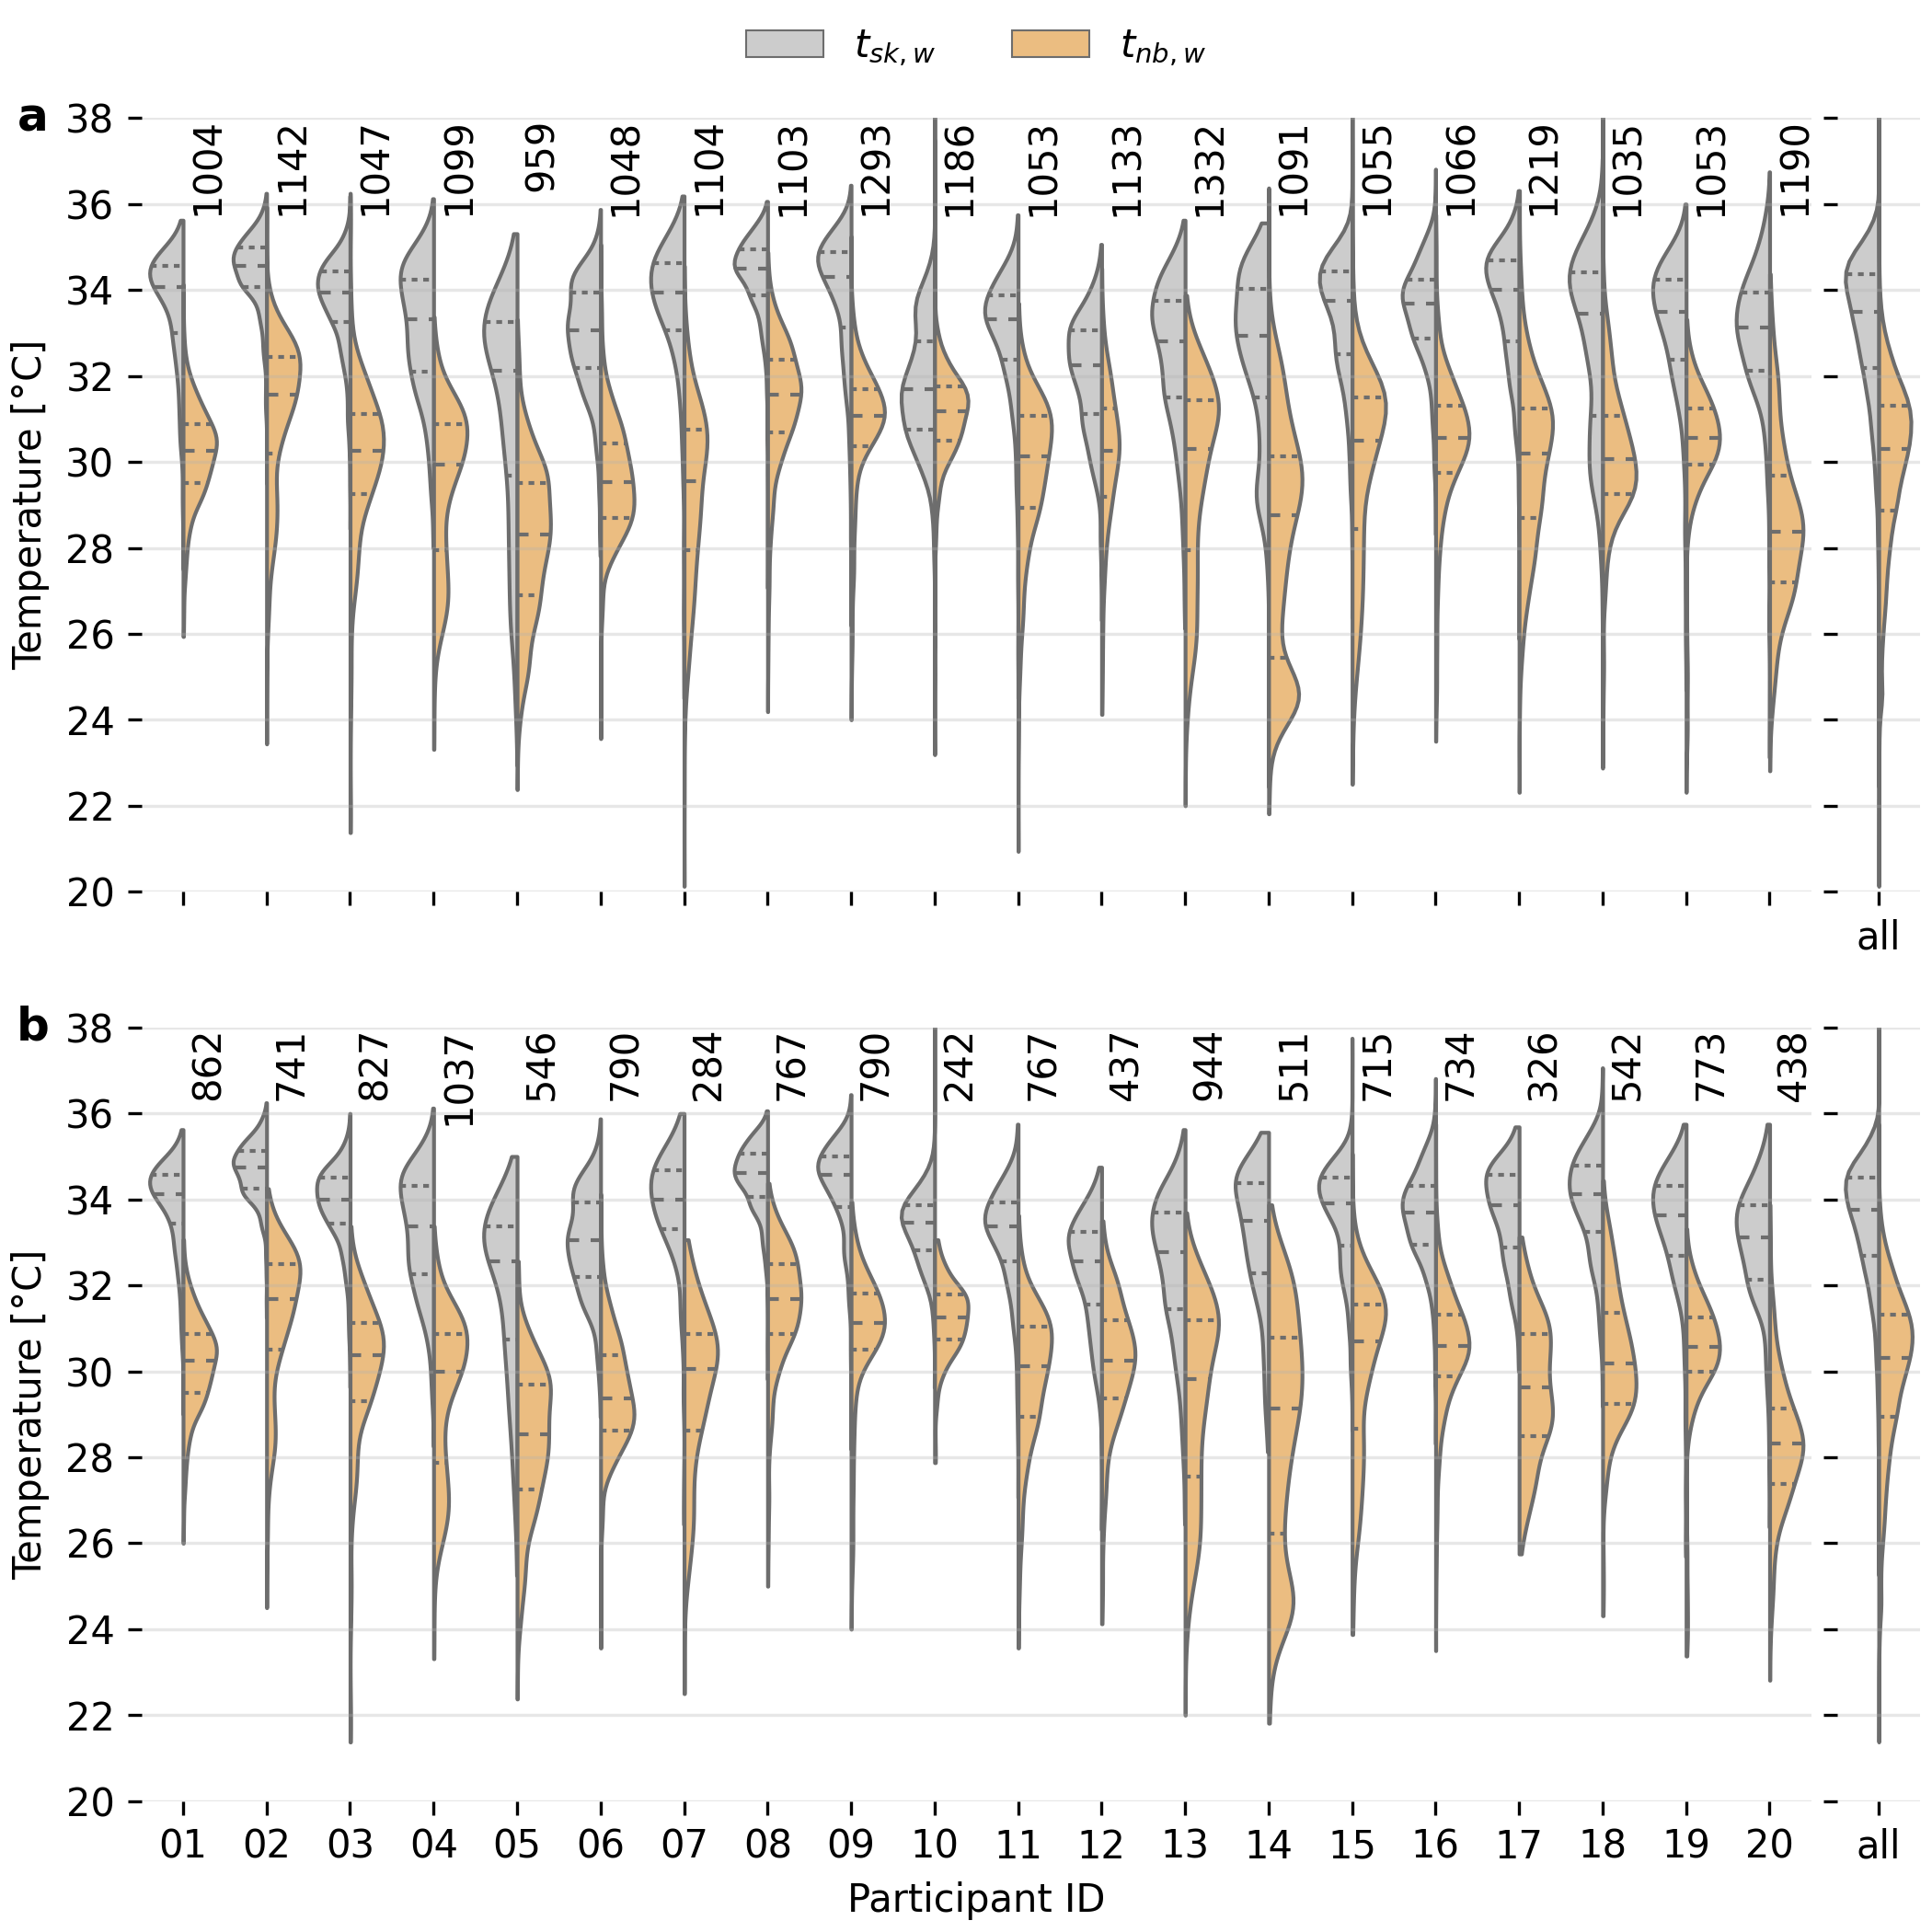 t_sk,w t_nb,w
a
38
36
34
32
30
28
26
24
22
20
Temperature [°C]
1004 1142 1047 1099 959 1048 1104 1103 1293 1186 1053 1133 1332 1091 1055 1066 1219 1035 1053 1190
all
b
38
36
34
32
30
28
26
24
22
20
Temperature [°C]
862 741 827 1037 546 790 284 767 790 242 767 437 944 511 715 734 326 542 773 438
01 02 03 04 05 06 07 08 09 10 11 12 13 14 15 16 17 18 19 20 all
Participant ID